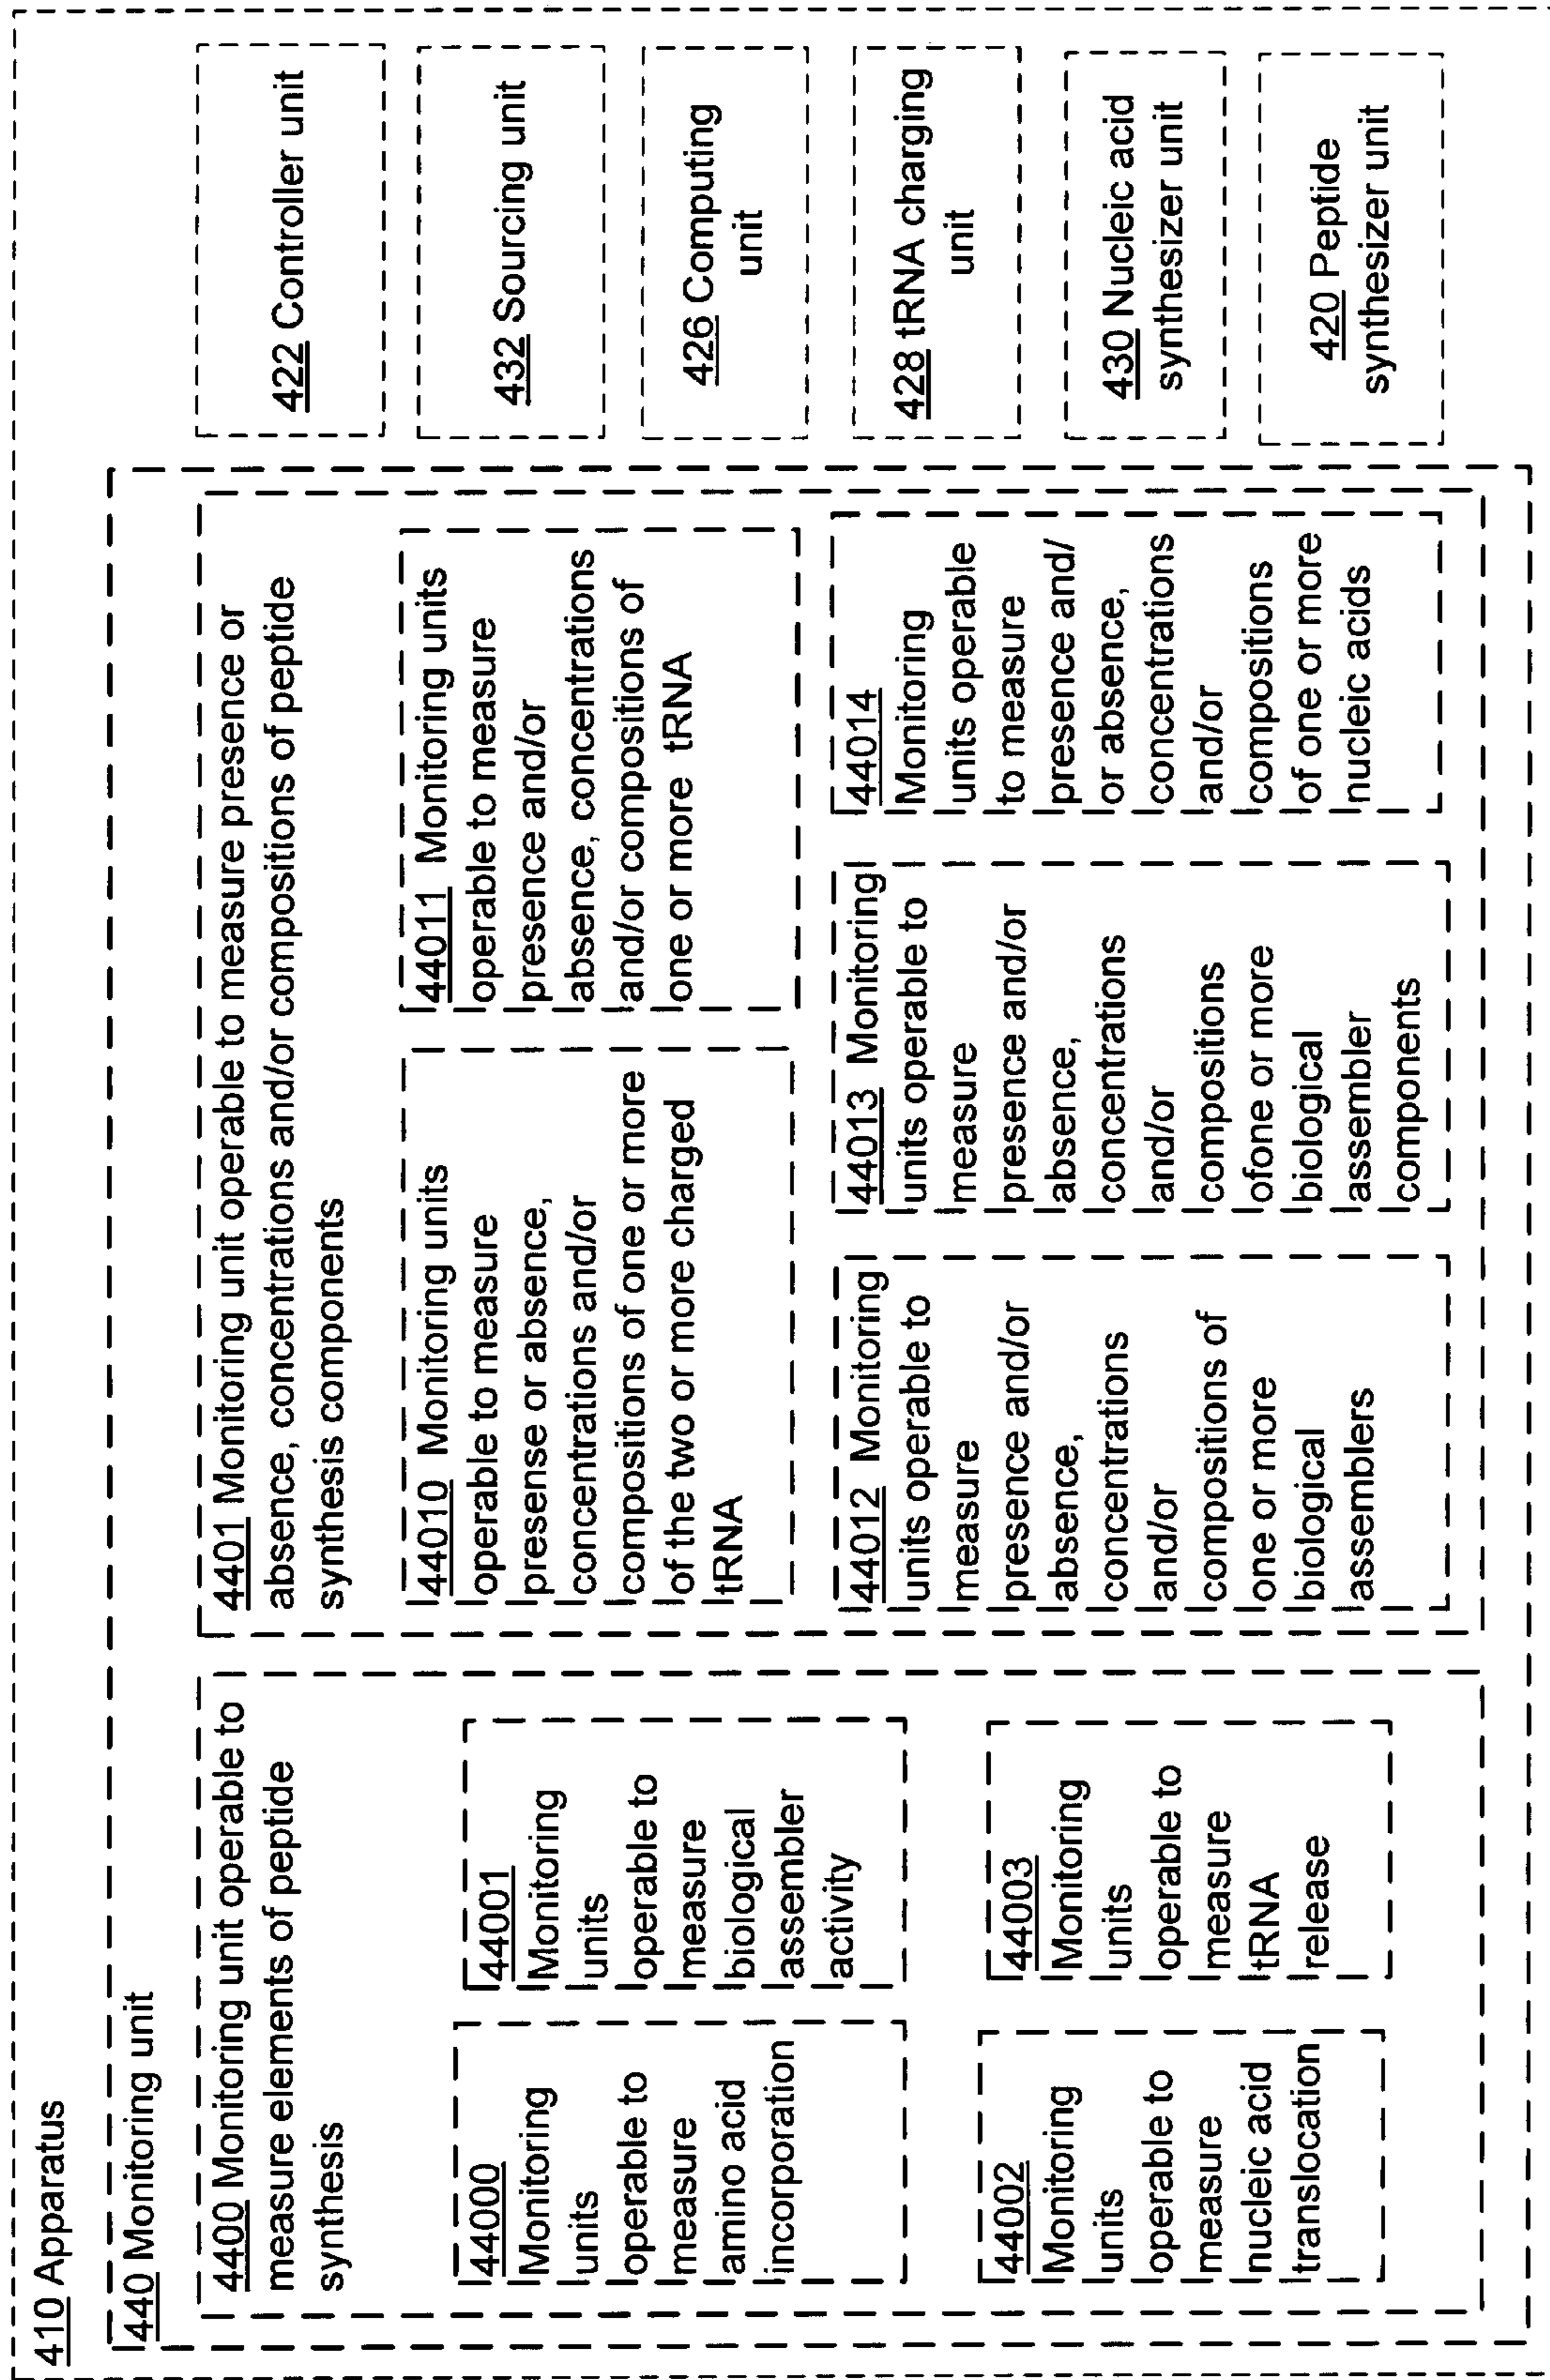 410 Apparatus
440 Monitoring unit
4400 Monitoring unit operable to
measure elements of peptide
synthesis
44000
Monitoring
units
operable to
measure
amino acid
incorporation
44001
Monitoring
units
operable to
measure
biological
assembler
activity
44002
Monitoring
units
operable to
measure
nucleic acid
translocation
44003
Monitoring
units
operable to
measure
tRNA
release
4401 Monitoring unit operable to measure presence or
absence, concentrations and/or compositions of peptide
synthesis components
44010 Monitoring units
operable to measure
presense or absence,
concentrations and/or
compositions of one or more
of the two or more charged
tRNA
44011 Monitoring units
operable to measure
presence and/or
absence, concentrations
and/or compositions of
one or more tRNA
44012 Monitoring
units operable to
measure
presence and/or
absence,
concentrations
and/or
compositions of
one or more
biological
assemblers
44013 Monitoring
units operable to
measure
presence and/or
absence,
concentrations
and/or
compositions
ofone or more
biological
assembler
components
44014
Monitoring
units operable
to measure
presence and/
or absence,
concentrations
and/or
compositions
of one or more
nucleic acids
422 Controller unit
432 Sourcing unit
426 Computing
unit
428 tRNA charging
unit
430 Nucleic acid
synthesizer unit
420 Peptide
synthesizer unit